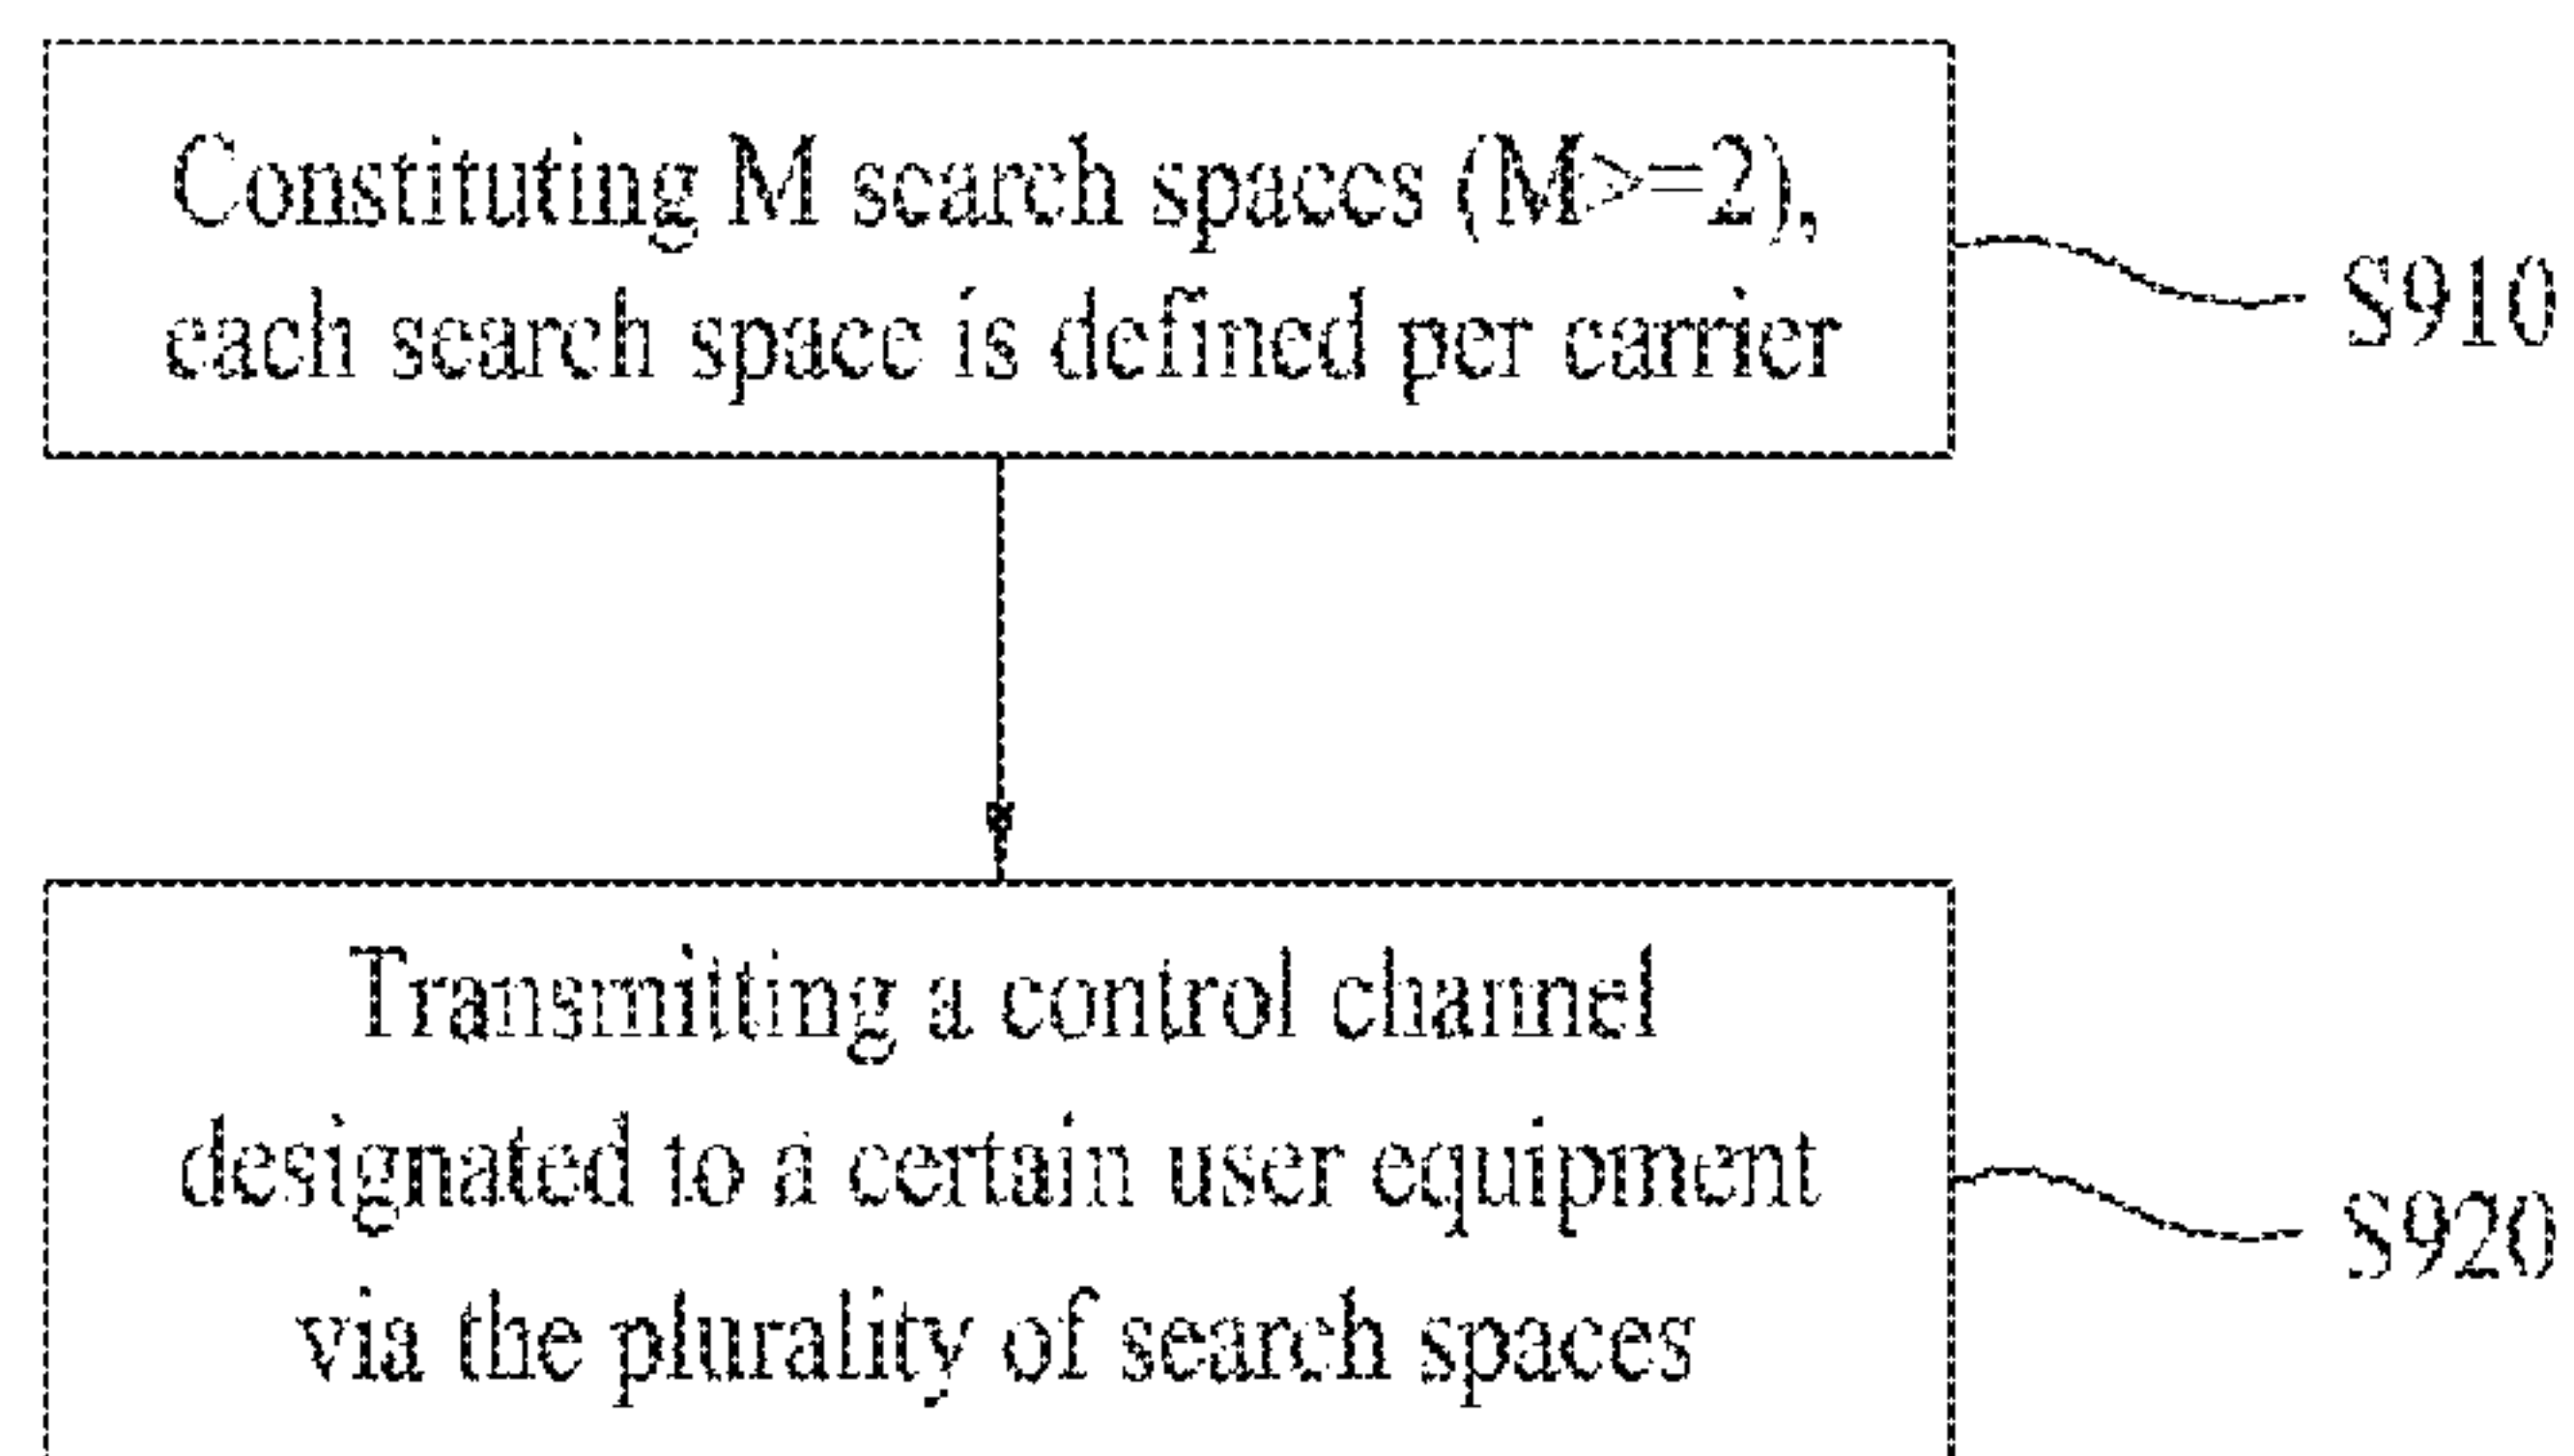 Constituting M search spaces (M>=2),
each search space is defined per carrier
S910
Transmitting a control channel
designated to a certain user equipment
via the plurality of search spaces
S920